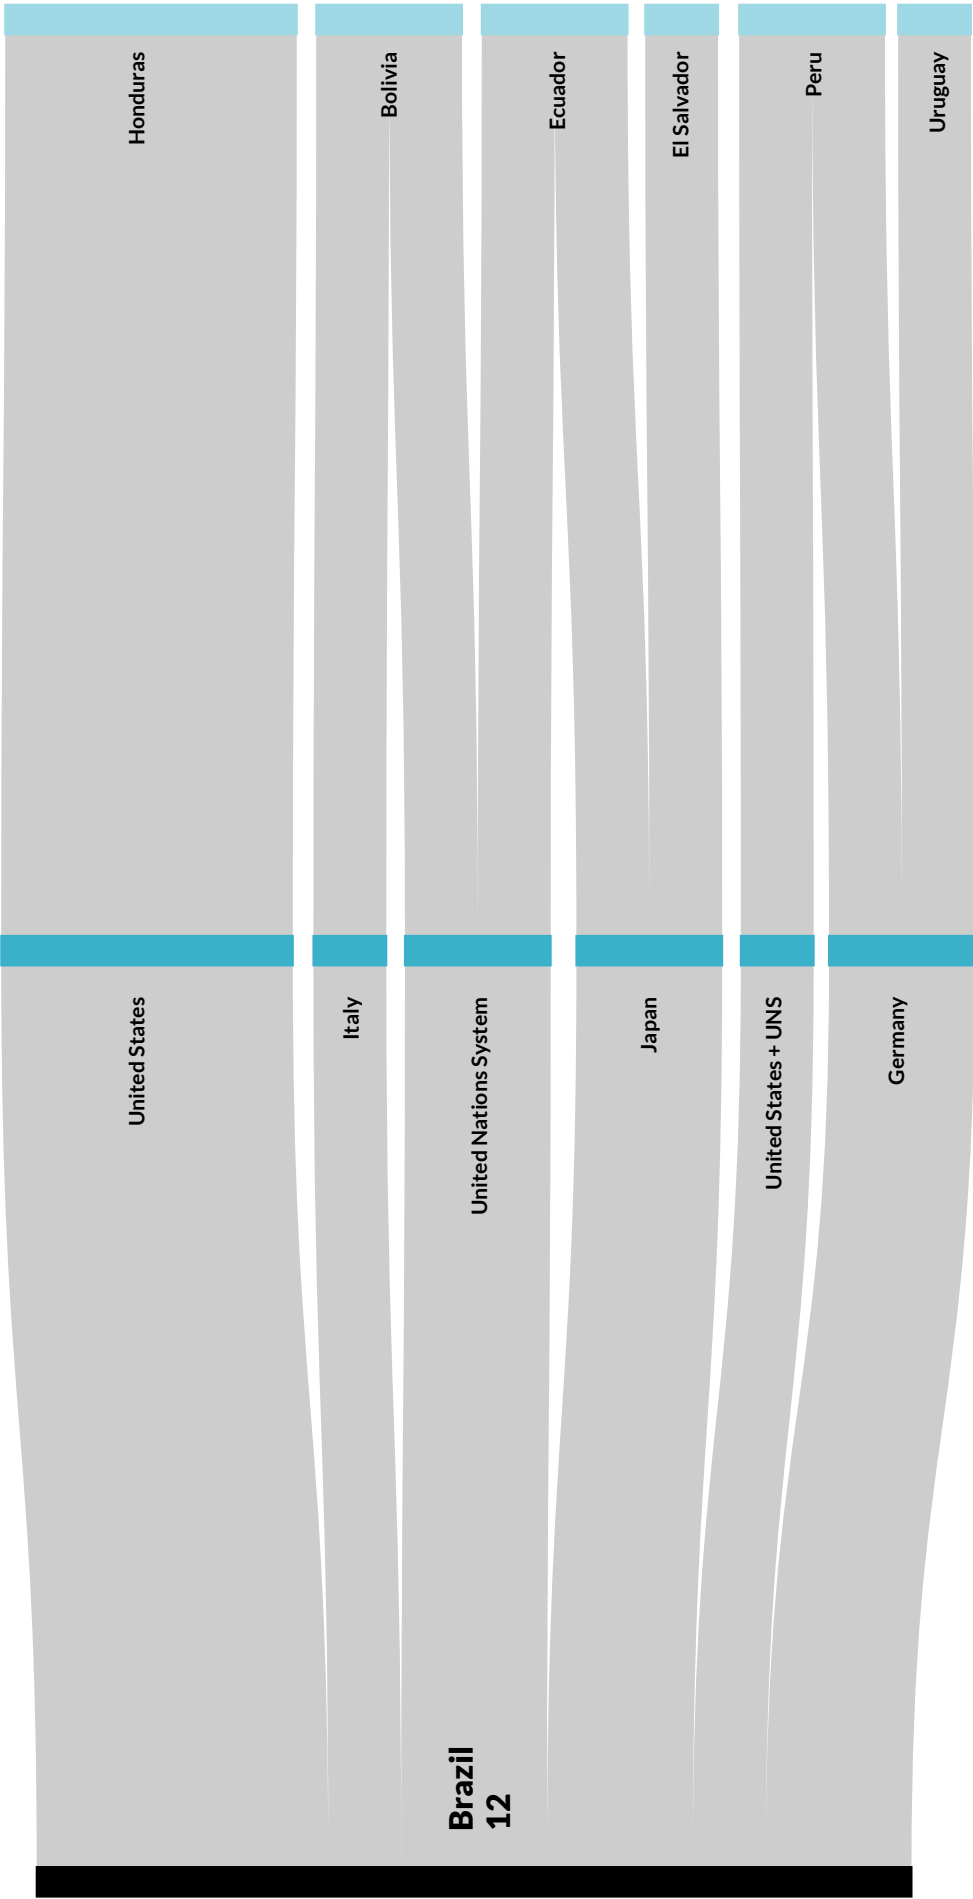 Honduras
Bolivia
Ecuador
El Salvador
Peru
Uruguay
United States
Italy
United Nations System
Japan
United States + UNS
Germany
Brazil
12